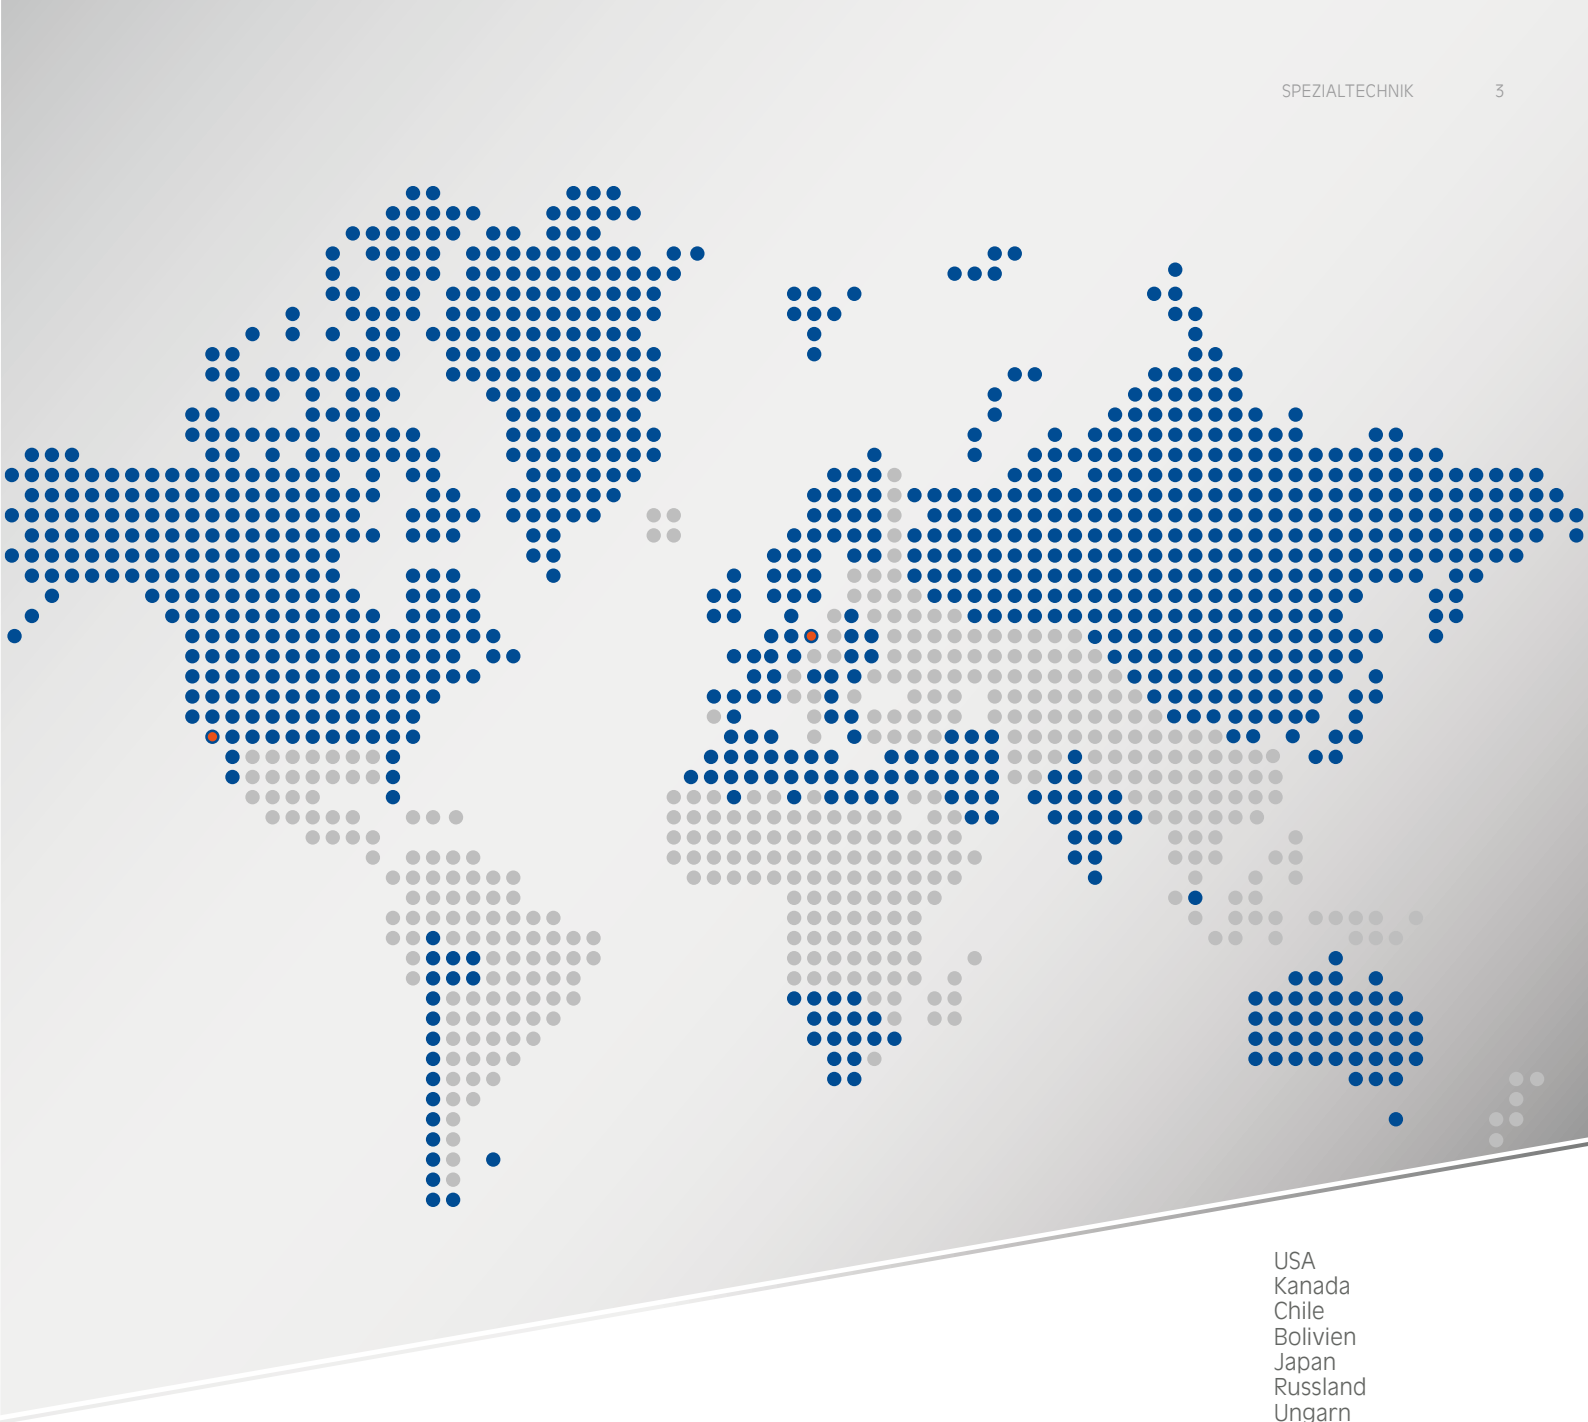 SPEZIALTECHNIK 3
USA
Kanada
Chile
Bolivien
Japan
Russland
Ungarn